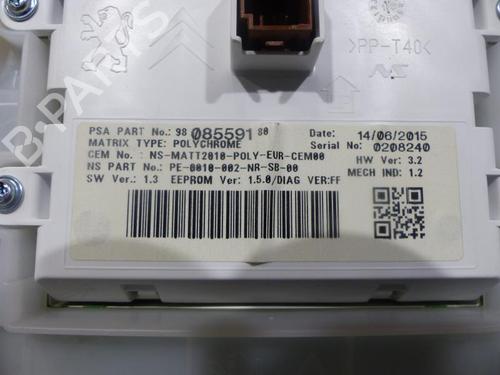 >PP-T40<
NS
PSA PART No.: 98 085591 80 Date: 14/06/2015
MATRIX TYPE: POLYCHROME Serial No: 0208240
CEM No. : NS-MATT2010-POLY-EUR-CEM00 HW Ver: 3.2
NS PART No.: PE-0010-002-NR-SB-00 MECH IND: 1.2
SW Ver.: 1.3 EEPROM Ver: 1.5.0/DIAG VER:FF